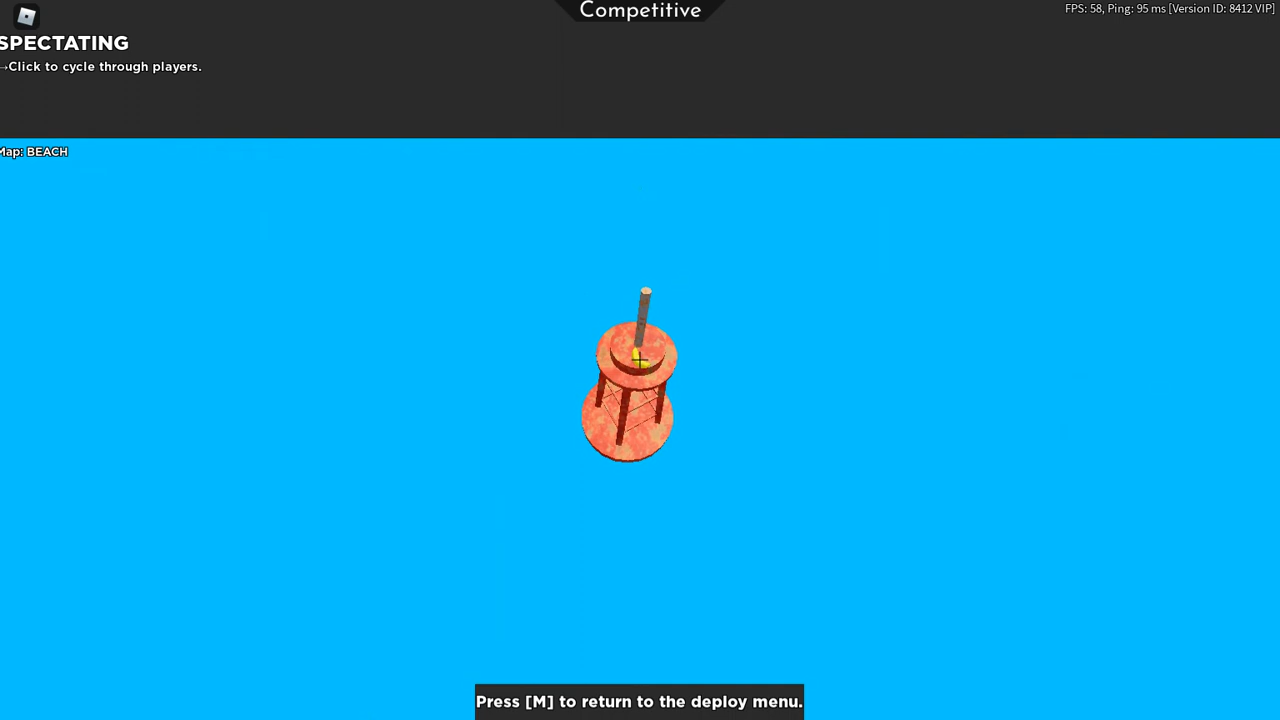 Competitive
FPS: 58, Ping: 95 ms [Version ID: 8412 VIP]
SPECTATING
→Click to cycle through players.
Map: BEACH
Press [M] to return to the deploy menu.